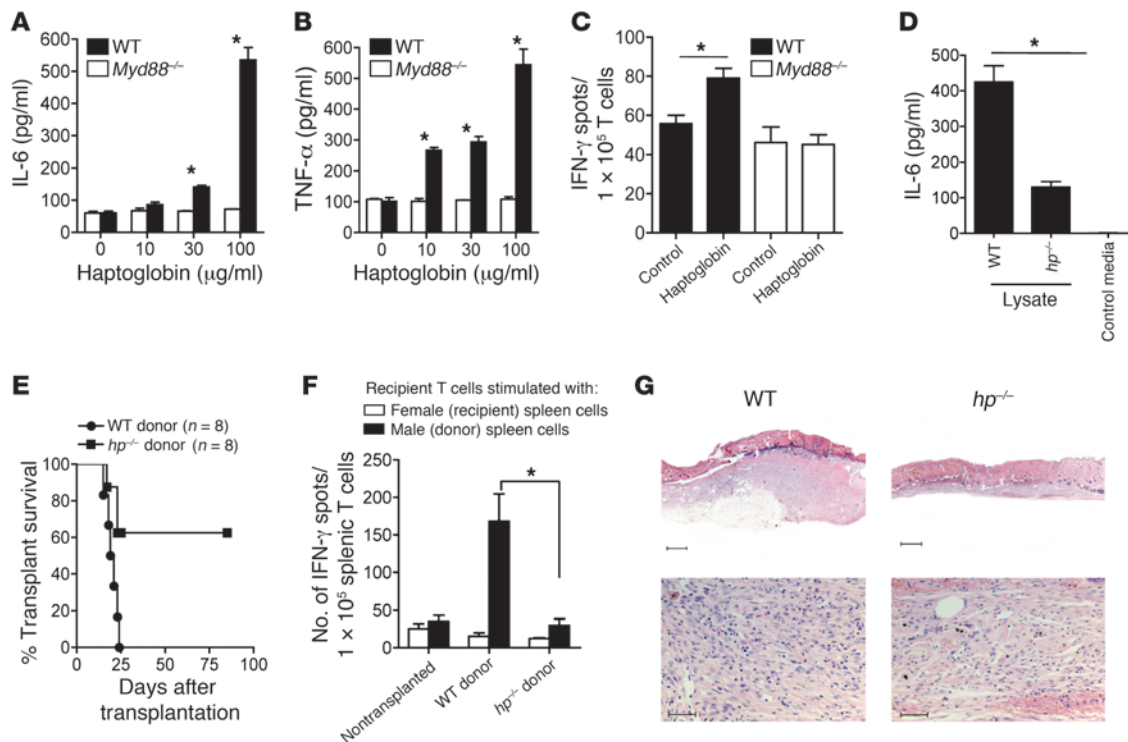 A
WT
Myd88–/–
IL-6 (pg/ml)
600
500
400
300
200
100
0
*
*
0 10 30 100
Haptoglobin (μg/ml)
B
WT
Myd88–/–
TNF-α (pg/ml)
600
500
400
300
200
100
0
*
*
*
0 10 30 100
Haptoglobin (μg/ml)
C
WT
Myd88–/–
IFN-γ spots/
1 × 10⁵ T cells
100
80
60
40
20
0
*
Control
Haptoglobin
Control
Haptoglobin
D
*
IL-6 (pg/ml)
500
400
300
200
100
0
WT
hp–/–
Lysate
Control media
E
WT donor (n = 8)
hp–/– donor (n = 8)
% Transplant survival
100
80
60
40
20
0
0 25 50 75 100
Days after
transplantation
F
Recipient T cells stimulated with:
Female (recipient) spleen cells
Male (donor) spleen cells
No. of IFN-γ spots/
1 × 10⁵ splenic T cells
250
200
150
100
50
0
*
Nontransplanted
WT donor
hp–/– donor
G
WT
hp–/–